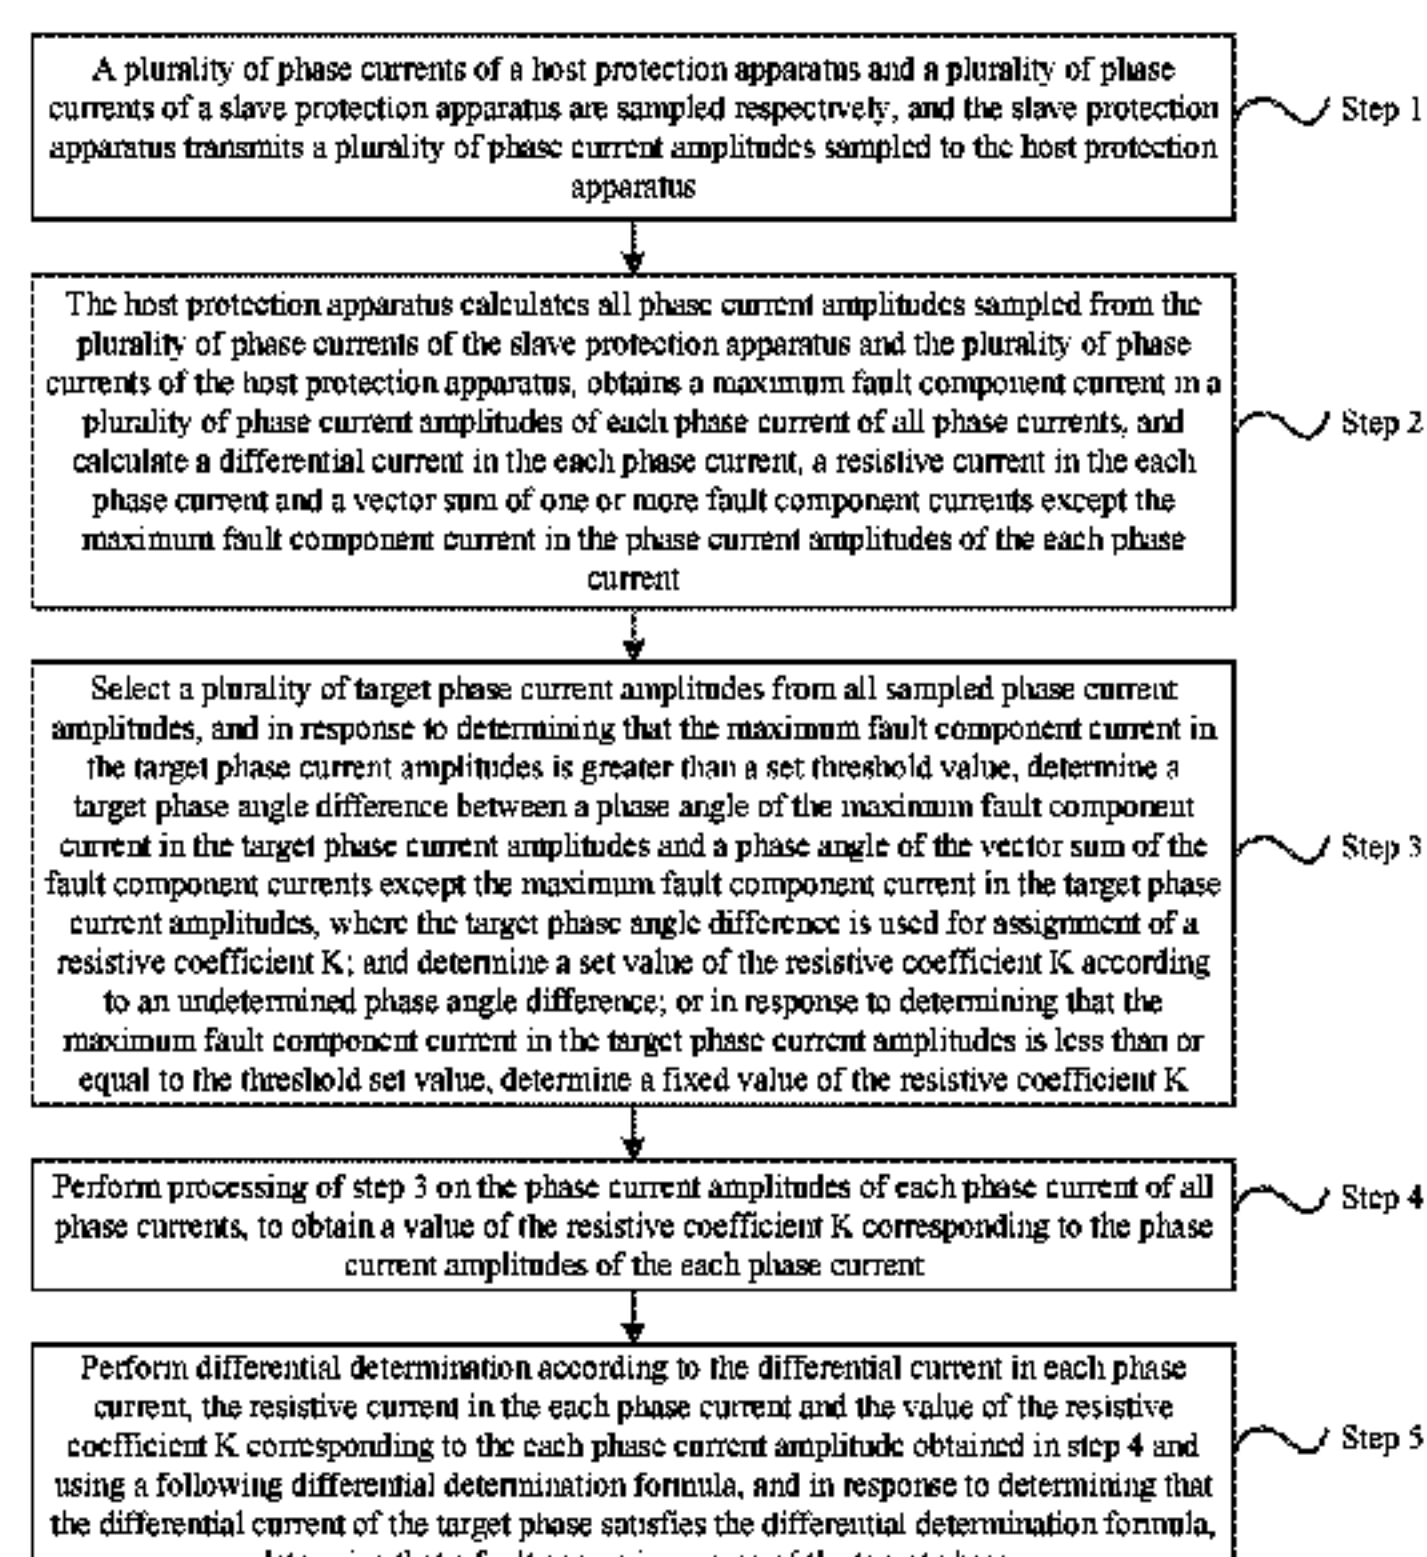 A plurality of phase currents of a host protection apparatus and a plurality of phase
currents of a slave protection apparatus are sampled respectively, and the slave protection
apparatus transmits a plurality of phase current amplitudes sampled to the host protection
apparatus
Step 1
The host protection apparatus calculates all phase current amplitudes sampled from the
plurality of phase currents of the slave protection apparatus and the plurality of phase
currents of the host protection apparatus, obtains a maximum fault component current in a
plurality of phase current amplitudes of each phase current of all phase currents, and
calculate a differential current in the each phase current, a resistive current in the each
phase current and a vector sum of one or more fault component currents except the
maximum fault component current in the phase current amplitudes of the each phase
current
Step 2
Select a plurality of target phase current amplitudes from all sampled phase current
amplitudes, and in response to determining that the maximum fault component current in
the target phase current amplitudes is greater than a set threshold value, determine a
target phase angle difference between a phase angle of the maximum fault component
current in the target phase current amplitudes and a phase angle of the vector sum of the
fault component currents except the maximum fault component current in the target phase
current amplitudes, where the target phase angle difference is used for assignment of a
resistive coefficient K; and determine a set value of the resistive coefficient K according
to an undetermined phase angle difference; or in response to determining that the
maximum fault component current in the target phase current amplitudes is less than or
equal to the threshold set value, determine a fixed value of the resistive coefficient K
Step 3
Perform processing of step 3 on the phase current amplitudes of each phase current of all
phase currents, to obtain a value of the resistive coefficient K corresponding to the phase
current amplitudes of the each phase current
Step 4
Perform differential determination according to the differential current in each phase
current, the resistive current in the each phase current and the value of the resistive
coefficient K corresponding to the each phase current amplitude obtained in step 4 and
using a following differential determination formula, and in response to determining that
the differential current of the target phase satisfies the differential determination formula,
Step 5